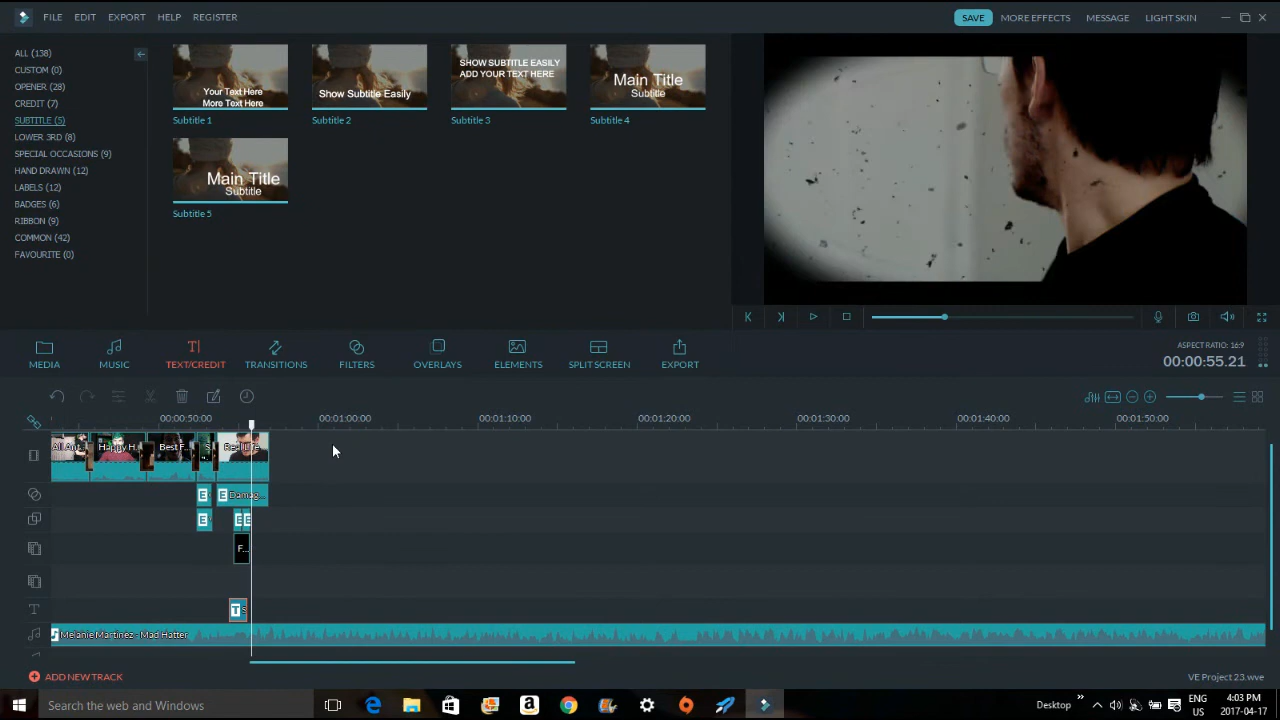 FILE EDIT EXPORT HELP REGISTER SAVE MORE EFFECTS MESSAGE LIGHT SKIN
ALL (138)
CUSTOM (0)
OPENER (28)
CREDIT (7)
SUBTITLE (5)
LOWER 3RD (8)
SPECIAL OCCASIONS (9)
HAND DRAWN (12)
LABELS (12)
BADGES (6)
RIBBON (9)
COMMON (42)
FAVOURITE (0)
Your Text Here
More Text Here
Subtitle 1
Show Subtitle Easily
Subtitle 2
SHOW SUBTITLE EASILY
ADD YOUR TEXT HERE
Subtitle 3
Main Title
Subtitle
Subtitle 4
Main Title
Subtitle
Subtitle 5
MEDIA MUSIC TEXT/CREDIT TRANSITIONS FILTERS OVERLAYS ELEMENTS SPLIT SCREEN EXPORT
ASPECT RATIO: 16:9
00:00:55.21
00:00:50:00 00:01:00:00 00:01:10:00 00:01:20:00 00:01:30:00 00:01:40:00 00:01:50:00
Happy H... Best F...
E E Damag...
E E E
F...
T S
Melanie Martinez - Mad Hatter
ADD NEW TRACK VE Project 23.wve
Search the web and Windows Desktop ENG 4:03 PM
US 2017-04-17